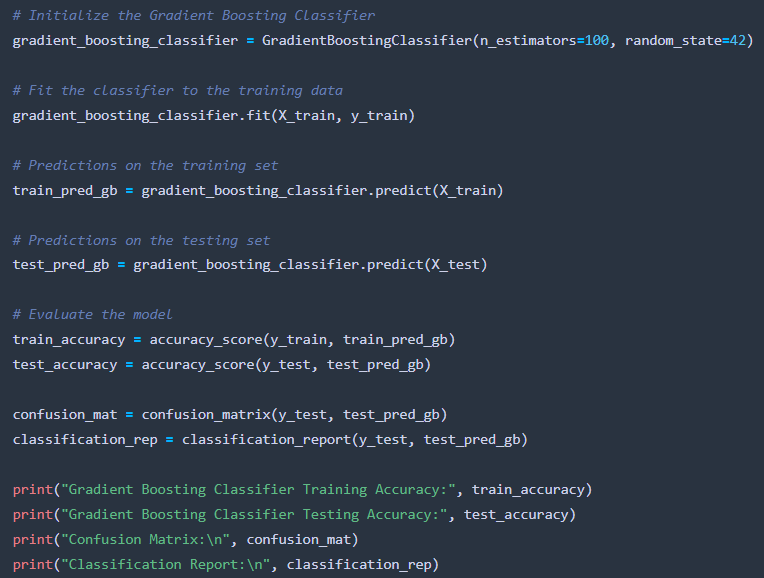 # Initialize the Gradient Boosting Classifier
gradient_boosting_classifier = GradientBoostingClassifier(n_estimators=100, random_state=42)
# Fit the classifier to the training data
gradient_boosting_classifier.fit(X_train, y_train)
# Predictions on the training set
train_pred_gb = gradient_boosting_classifier.predict(X_train)
# Predictions on the testing set
test_pred_gb = gradient_boosting_classifier.predict(X_test)
# Evaluate the model
train_accuracy = accuracy_score(y_train, train_pred_gb)
test_accuracy = accuracy_score(y_test, test_pred_gb)
confusion_mat = confusion_matrix(y_test, test_pred_gb)
classification_rep = classification_report(y_test, test_pred_gb)
print("Gradient Boosting Classifier Training Accuracy:", train_accuracy)
print("Gradient Boosting Classifier Testing Accuracy:", test_accuracy)
print("Confusion Matrix:\n", confusion_mat)
print("Classification Report:\n", classification_rep)